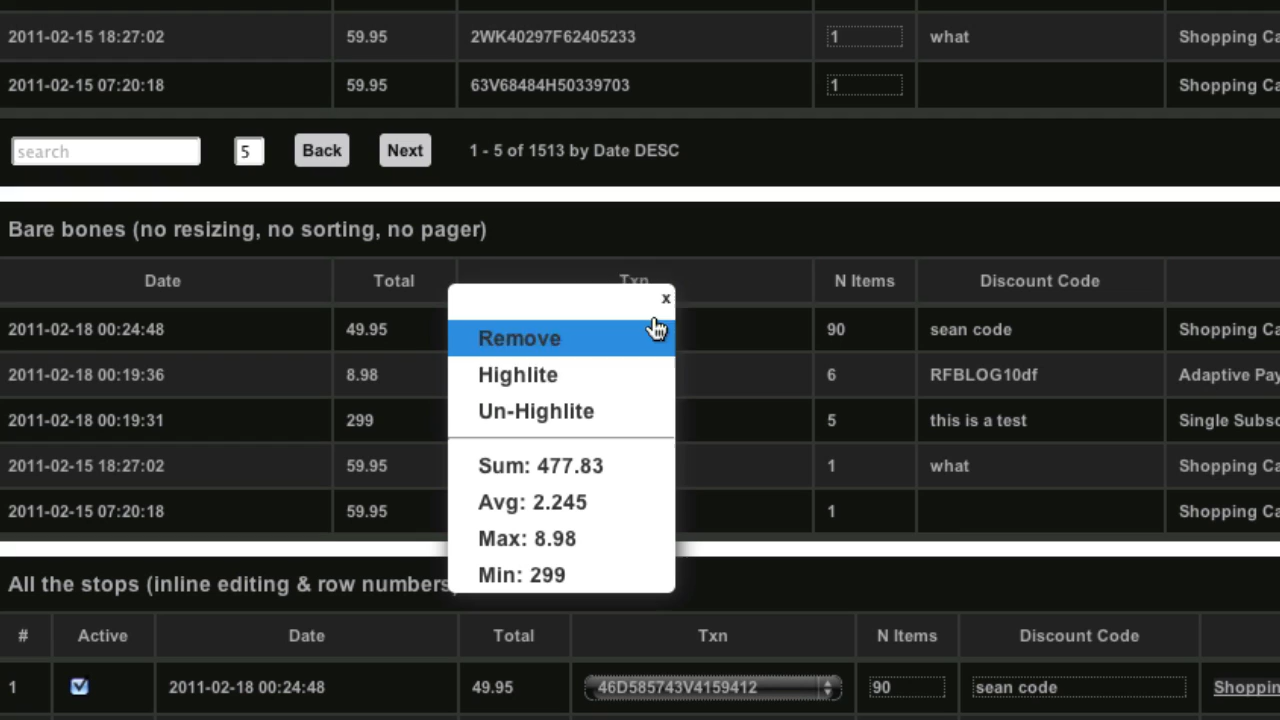 2011-02-15 18:27:02 59.95 2WK40297F62405233 1 what Shopping Ca
2011-02-15 07:20:18 59.95 63V68484H50339703 1 Shopping Ca
search 5 Back Next 1 - 5 of 1513 by Date DESC
Bare bones (no resizing, no sorting, no pager)
Date Total Txn N Items Discount Code
2011-02-18 00:24:48 49.95 90 sean code Shopping Ca
2011-02-18 00:19:36 8.98 6 RFBLOG10df Adaptive Pay
2011-02-18 00:19:31 299 5 this is a test Single Subsc
2011-02-15 18:27:02 59.95 1 what Shopping Ca
2011-02-15 07:20:18 59.95 1 Shopping Ca
x
Remove
Highlite
Un-Highlite
Sum: 477.83
Avg: 2.245
Max: 8.98
Min: 299
All the stops (inline editing & row numbers
# Active Date Total Txn N Items Discount Code
1 2011-02-18 00:24:48 49.95 46D585743V4159412 90 sean code Shoppin